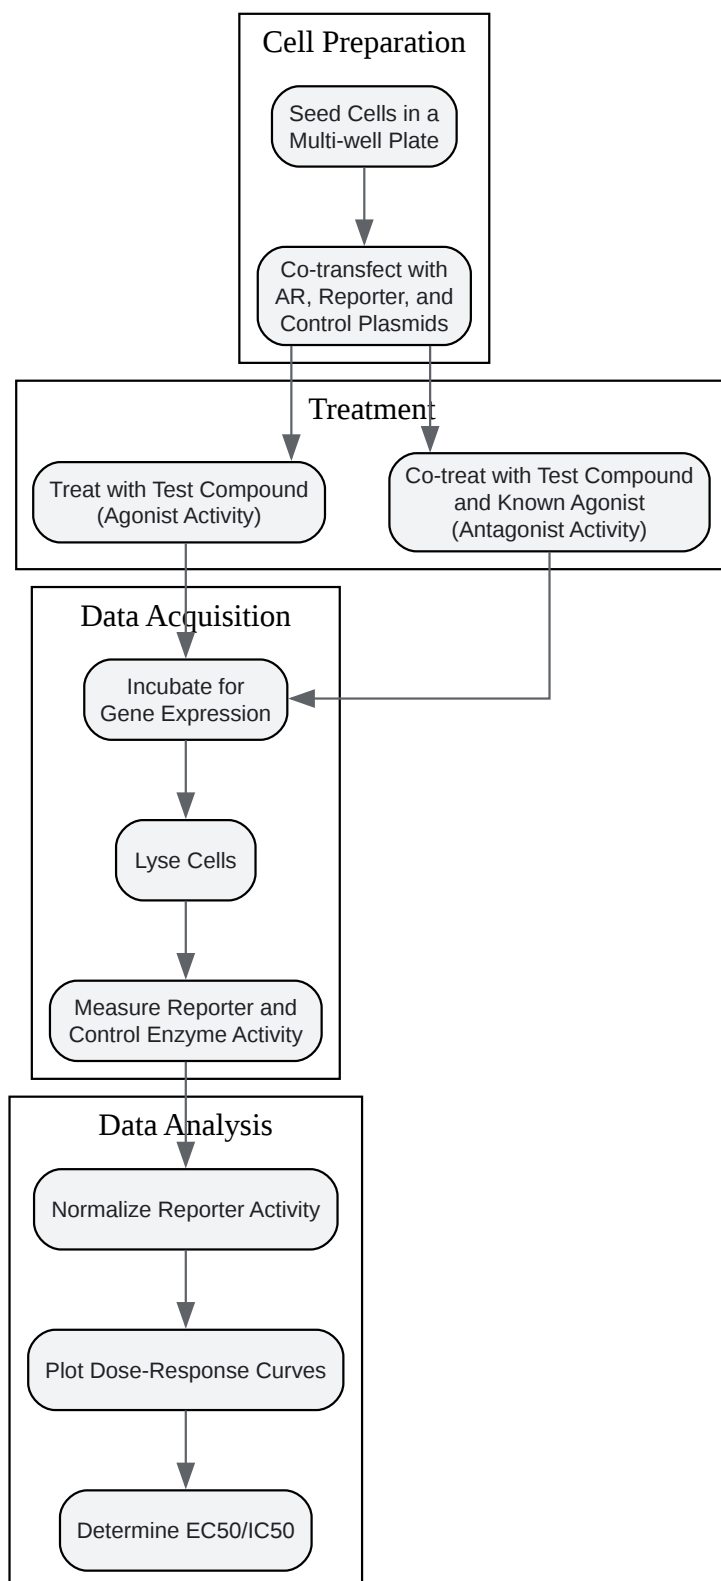 Cell Preparation
Seed Cells in a
Multi-well Plate
Co-transfect with
AR, Reporter, and
Control Plasmids
Treatment
Treat with Test Compound
(Agonist Activity)
Co-treat with Test Compound
and Known Agonist
(Antagonist Activity)
Data Acquisition
Incubate for
Gene Expression
Lyse Cells
Measure Reporter and
Control Enzyme Activity
Data Analysis
Normalize Reporter Activity
Plot Dose-Response Curves
Determine EC50/IC50